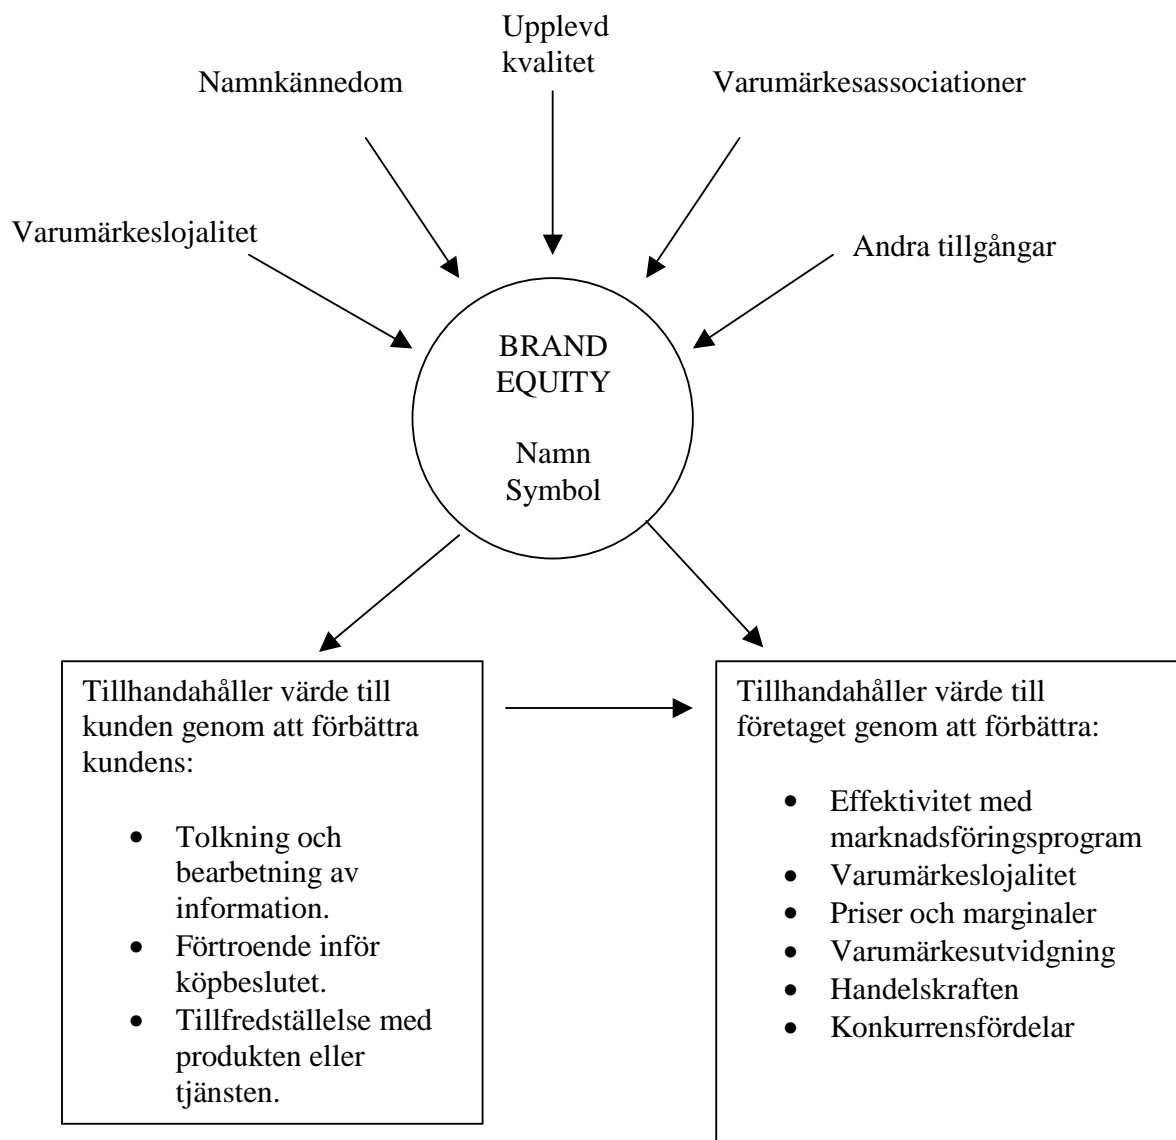 Upplevd
kvalitet
Namnkännedom
Varumärkesassociationer
Varumärkeslojalitet
Andra tillgångar
BRAND
EQUITY
Namn
Symbol
Tillhandahåller värde till
kunden genom att förbättra
kundens:
• Tolkning och
bearbetning av
information.
• Förtroende inför
köpbeslutet.
• Tillfredställelse med
produkten eller
tjänsten.
Tillhandahåller värde till
företaget genom att förbättra:
• Effektivitet med
marknadsföringsprogram
• Varumärkeslojalitet
• Priser och marginaler
• Varumärkesutvidgning
• Handelskraften
• Konkurrensfördelar